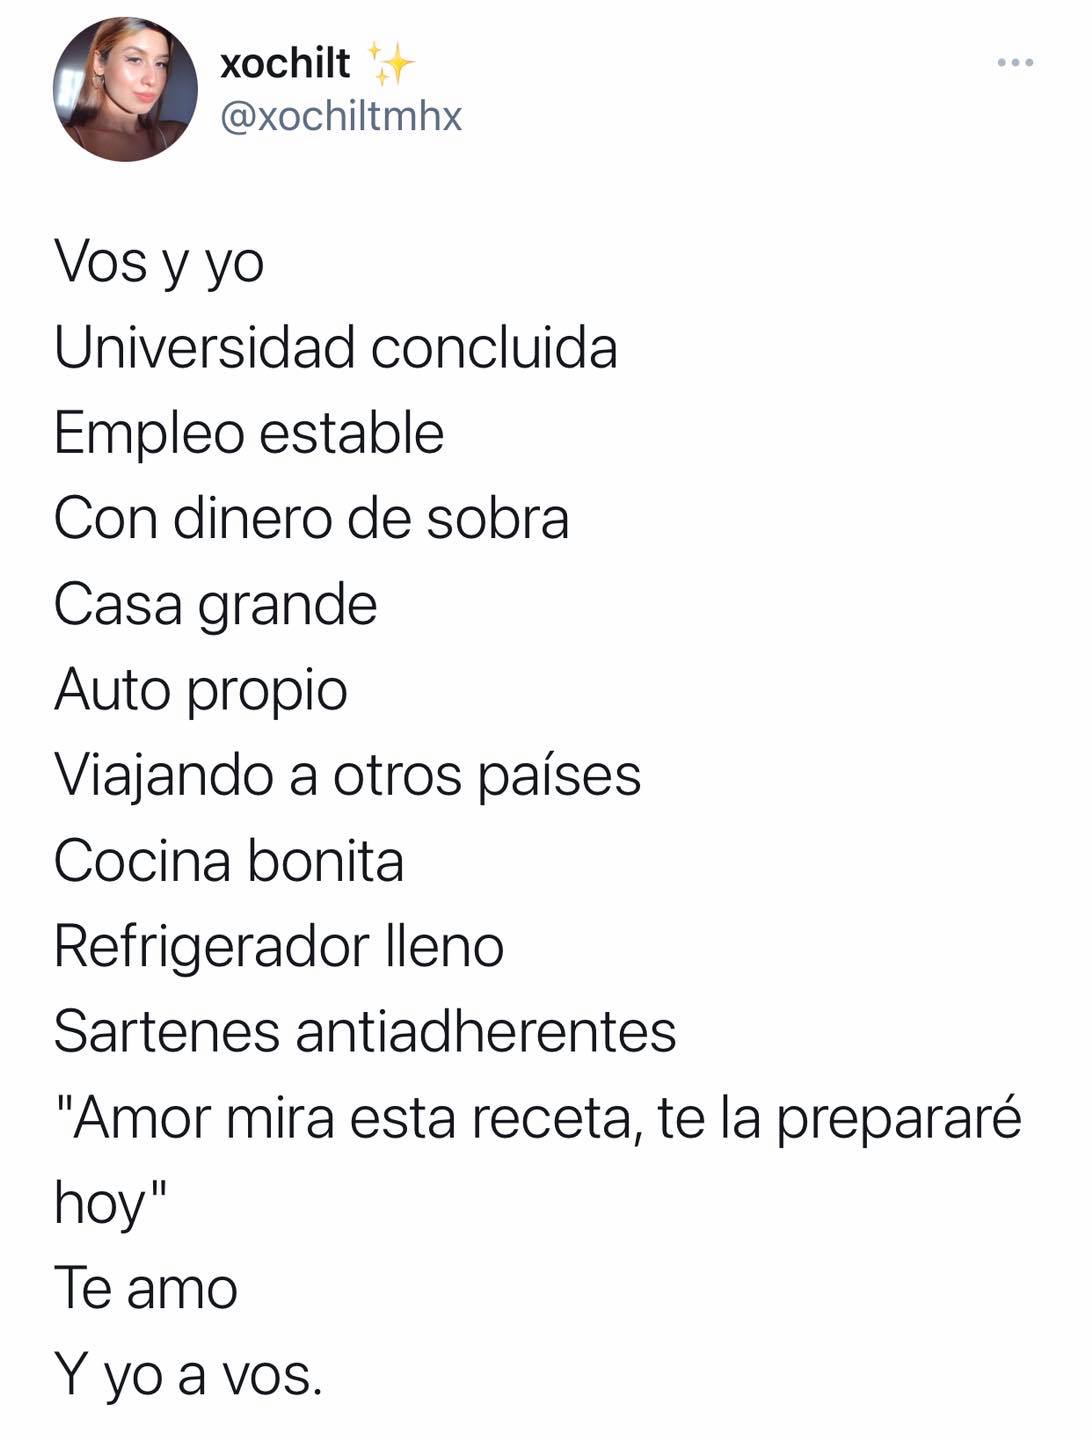 xochilt ✨
@xochiltmhx
Vos y yo
Universidad concluida
Empleo estable
Con dinero de sobra
Casa grande
Auto propio
Viajando a otros países
Cocina bonita
Refrigerador lleno
Sartenes antiadherentes
"Amor mira esta receta, te la prepararé
hoy"
Te amo
Y yo a vos.